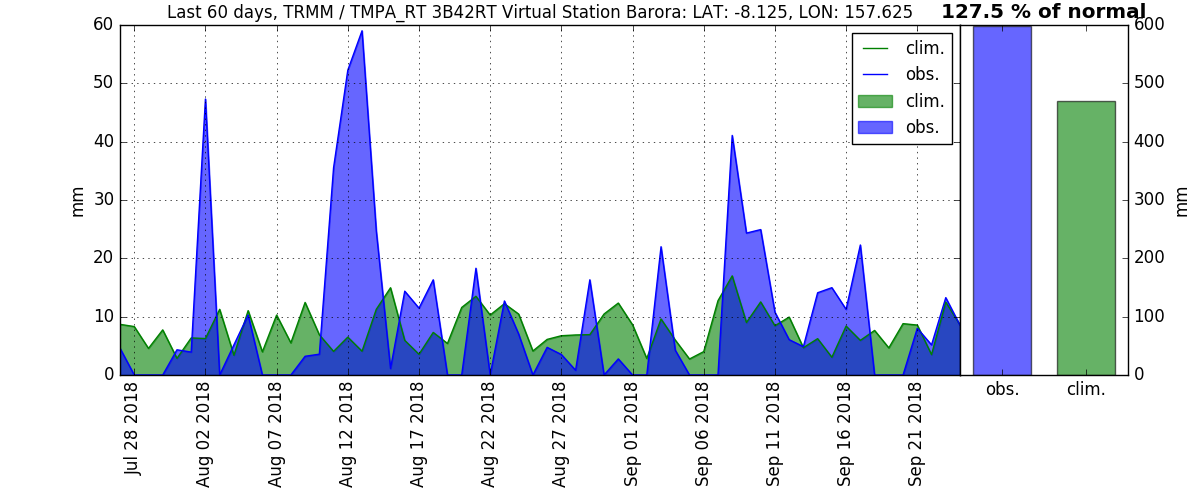 Last 60 days, TRMM / TMPA_RT 3B42RT Virtual Station Barora: LAT: -8.125, LON: 157.625
127.5 % of normal
60
50
40
30
20
10
0
mm
clim.
obs.
clim.
obs.
600
500
400
300
200
100
0
mm
obs.
clim.
Jul 28 2018
Aug 02 2018
Aug 07 2018
Aug 12 2018
Aug 17 2018
Aug 22 2018
Aug 27 2018
Sep 01 2018
Sep 06 2018
Sep 11 2018
Sep 16 2018
Sep 21 2018